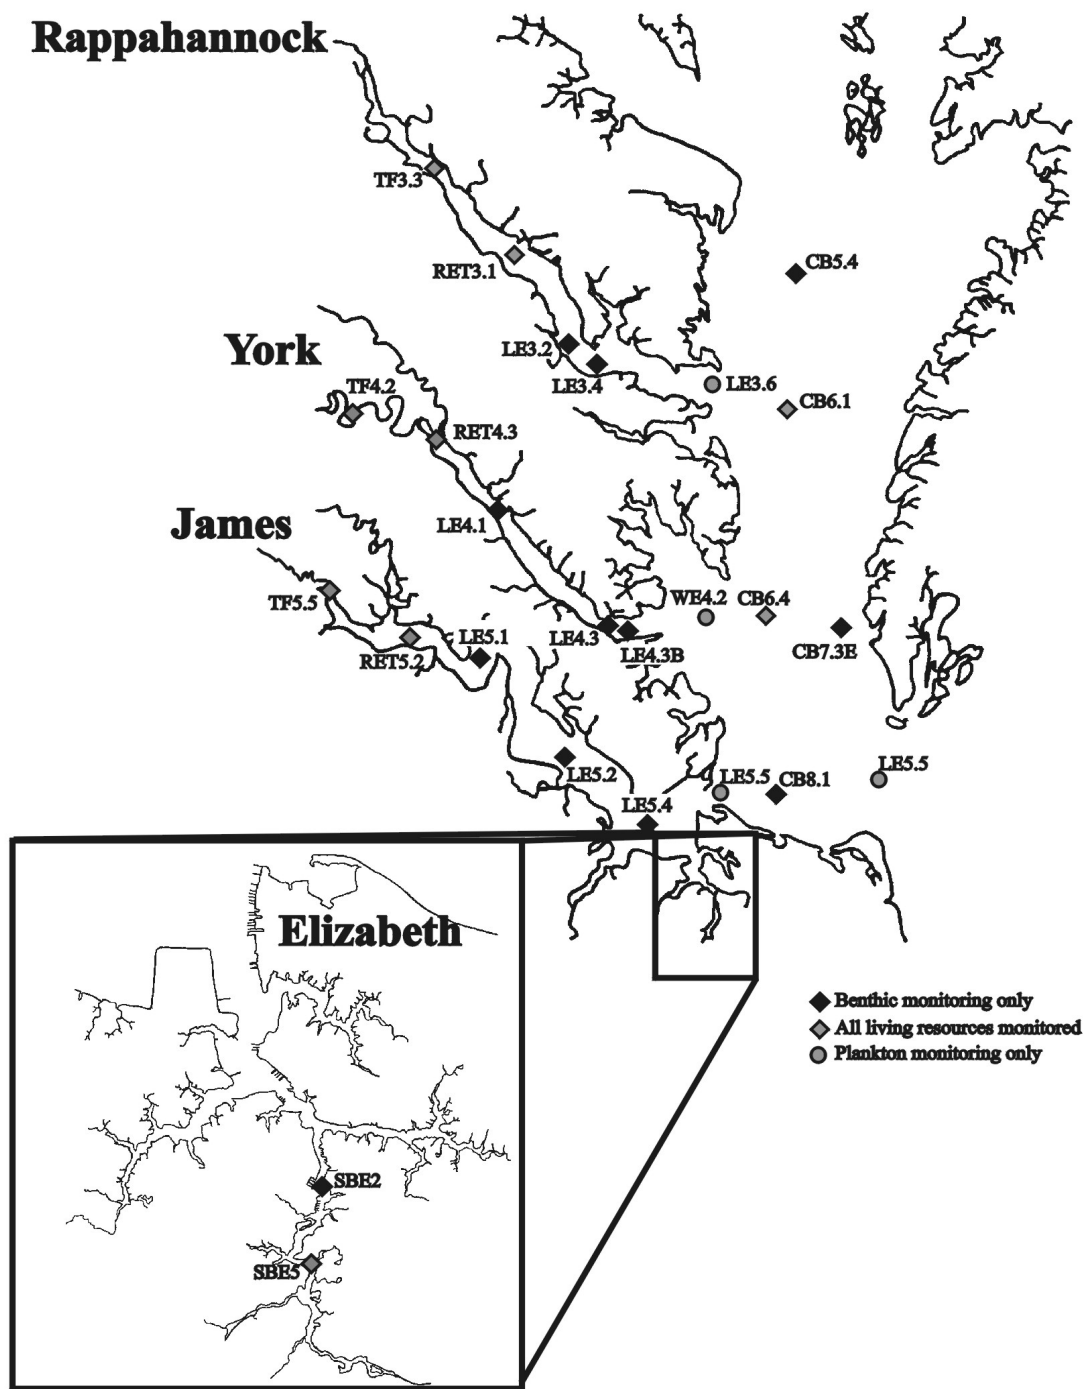 Rappahannock
TF3.3
RET3.1
CB5.4
LE3.2
LE3.4
LE3.6
CB6.1
York
TF4.2
RET4.3
LE4.1
James
TF5.5
RET5.2
LE5.1
LE4.3
LE4.3B
WE4.2
CB6.4
CB7.3E
LE5.2
LE5.4
LE5.5
CB8.1
LE5.5
Elizabeth
SBE2
SBE5
Benthic monitoring only
All living resources monitored
Plankton monitoring only